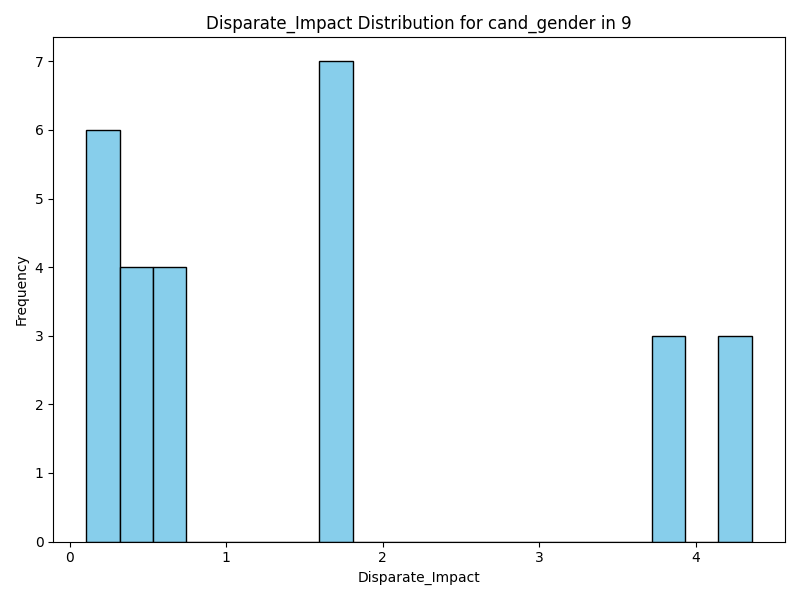 Disparate_Impact Distribution for cand_gender in 9
7
6
5
4
3
2
1
0
Frequency
0 1 2 3 4
Disparate_Impact